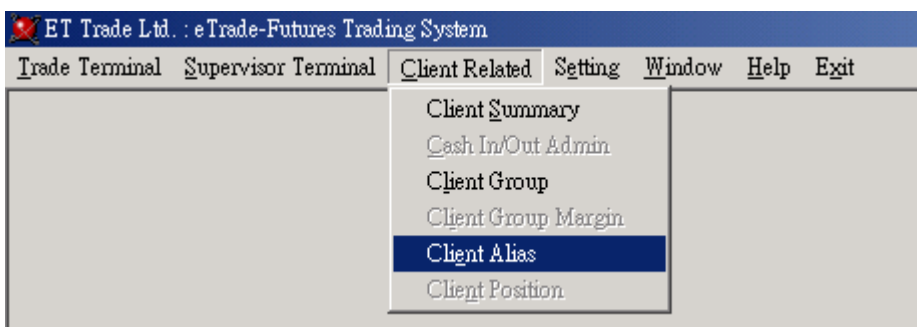 ET Trade Ltd. : eTrade-Futures Trading System
Trade Terminal Supervisor Terminal Client Related Setting Window Help Exit
Client Summary
Cash In/Out Admin
Client Group
Client Group Margin
Client Alias
Client Position